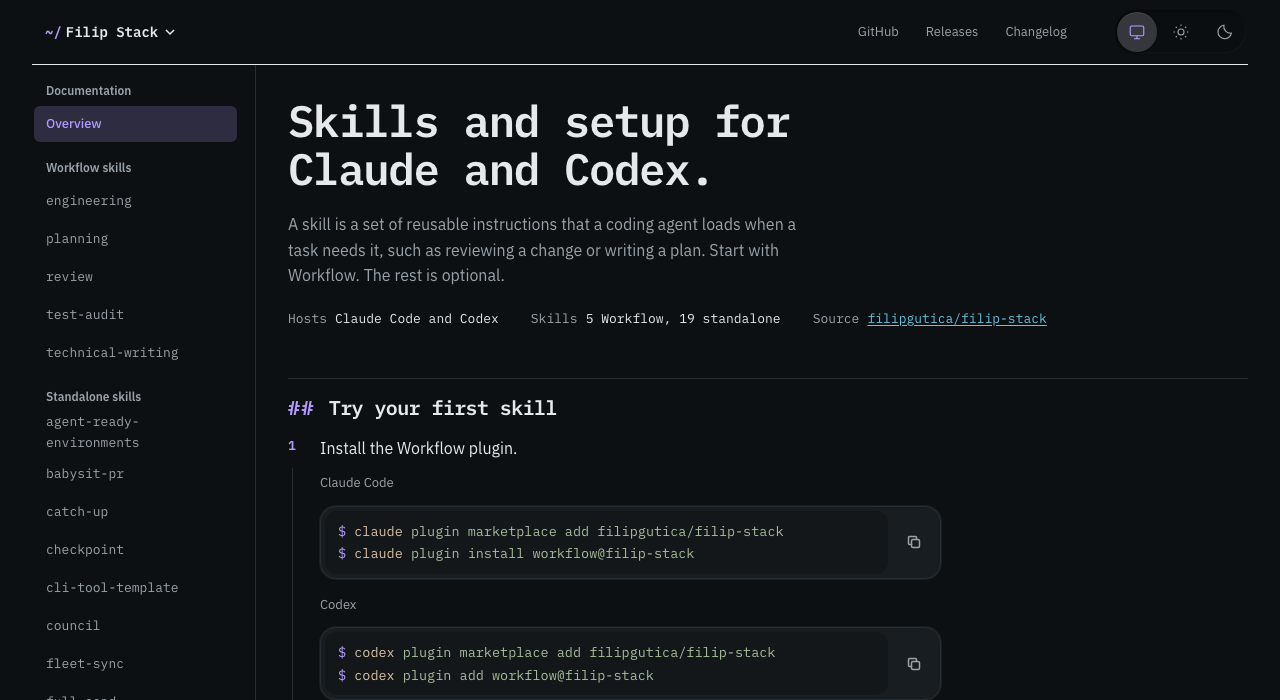 ~/ Filip Stack
GitHub
Releases
Changelog
Documentation
Overview
Workflow skills
engineering
planning
review
test-audit
technical-writing
Standalone skills
agent-ready-
environments
babysit-pr
catch-up
checkpoint
cli-tool-template
council
fleet-sync
Skills and setup for
Claude and Codex.
A skill is a set of reusable instructions that a coding agent loads when a
task needs it, such as reviewing a change or writing a plan. Start with
Workflow. The rest is optional.
Hosts Claude Code and Codex
Skills 5 Workflow, 19 standalone
Source filipgutica/filip-stack
## Try your first skill
1 Install the Workflow plugin.
Claude Code
$ claude plugin marketplace add filipgutica/filip-stack
$ claude plugin install workflow@filip-stack
Codex
$ codex plugin marketplace add filipgutica/filip-stack
$ codex plugin add workflow@filip-stack